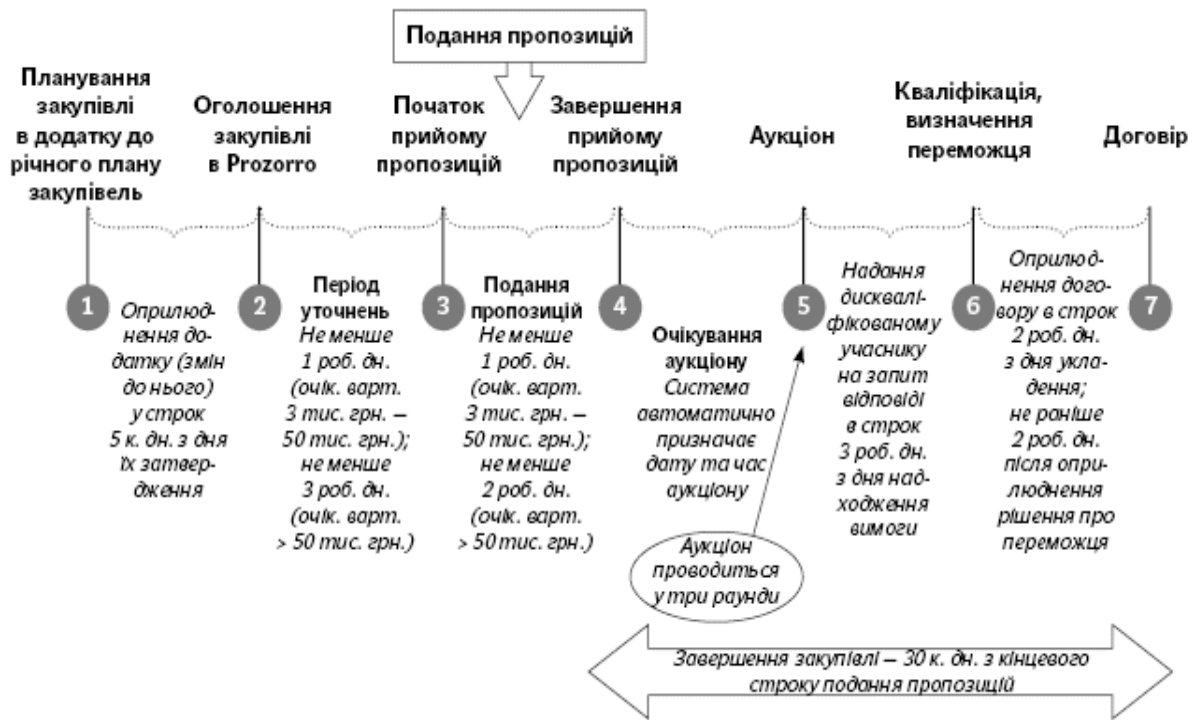 Подання пропозицій
Планування
закупівлі
в додатку до
річного плану
закупівель
Оголошення
закупівлі
в Prozorro
Початок
прийому
пропозицій
Завершення
прийому
пропозицій
Аукціон
Кваліфікація,
визначення
переможця
Договір
1
Оприлюд-
нення до-
датку (змін
до нього)
у строк
5 к. дн. з дня
їх затвер-
дження
2
Період
уточнень
Не менше
1 роб. дн.
(очік. варт.
3 тис. грн. –
50 тис. грн.);
не менше
3 роб. дн.
(очік. варт.
> 50 тис. грн.)
3
Подання
пропозицій
Не менше
1 роб. дн.
(очік. варт.
3 тис. грн. –
50 тис. грн.);
не менше
2 роб. дн.
(очік. варт.
> 50 тис. грн.)
4
Очікування
аукціону
Система
автоматично
призначає
дату та час
аукціону
5
Аукціон
проводиться
у три раунди
Надання
дисквалі-
фікованому
учаснику
на запит
відповіді
в строк
3 роб. дн.
з дня над-
ходження
вимоги
6
Оприлюд-
нення дого-
вору в строк
2 роб. дн.
з дня укла-
дення;
не раніше
2 роб. дн.
після опри-
люднення
рішення про
переможця
7
Завершення закупівлі – 30 к. дн. з кінцевого
строку подання пропозицій